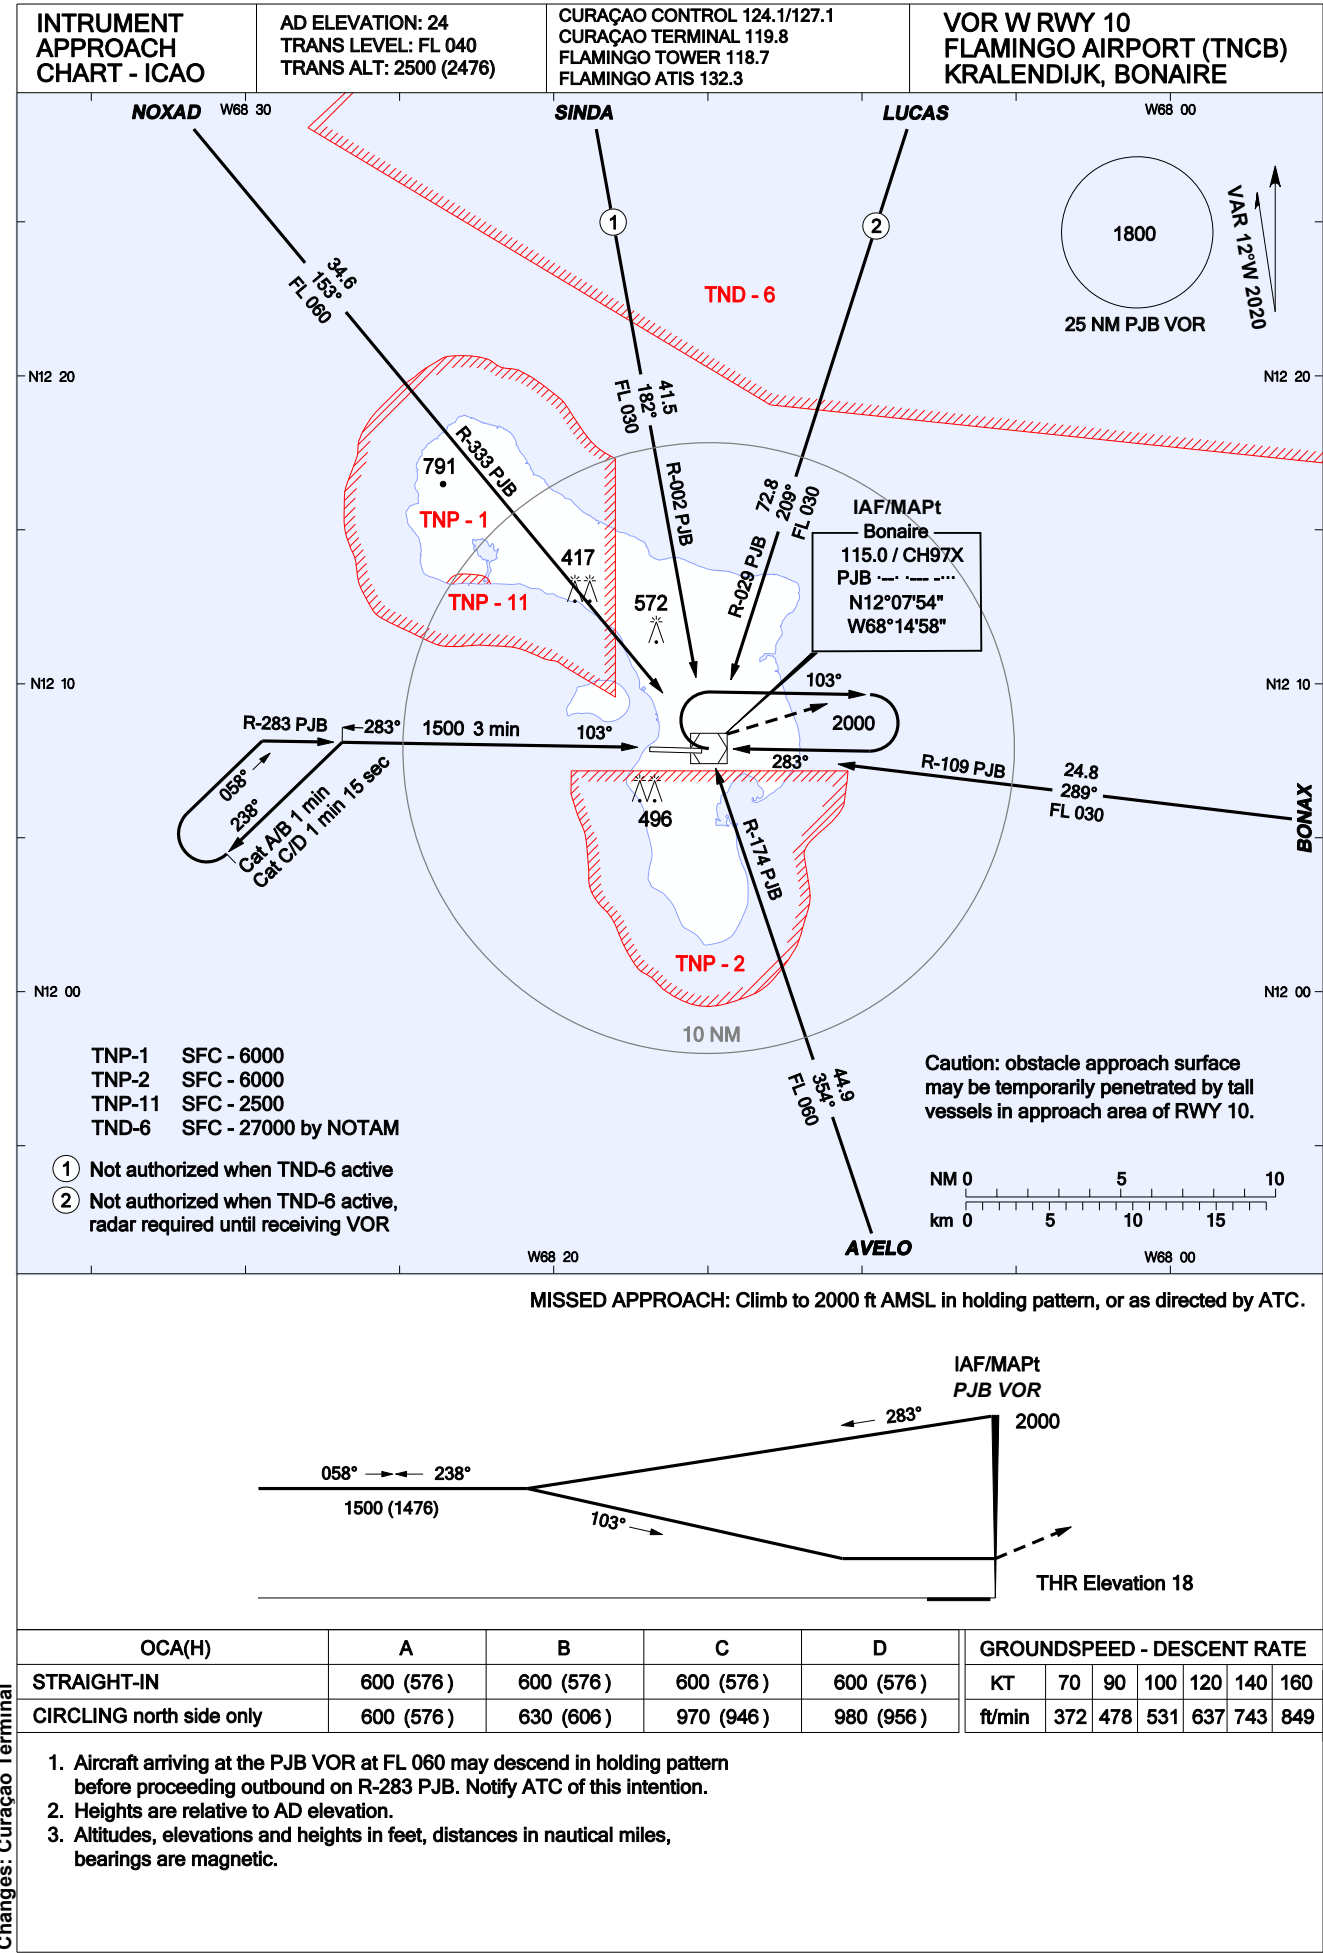 INTRUMENT
APPROACH
CHART - ICAO
AD ELEVATION: 24
TRANS LEVEL: FL 040
TRANS ALT: 2500 (2476)
CURAÇAO CONTROL 124.1/127.1
CURAÇAO TERMINAL 119.8
FLAMINGO TOWER 118.7
FLAMINGO ATIS 132.3
VOR W RWY 10
FLAMINGO AIRPORT (TNCB)
KRALENDIJK, BONAIRE
NOXAD
W68 30
SINDA
LUCAS
W68 00
1
2
1800
25 NM PJB VOR
VAR 12°W 2020
TND - 6
34.6
153°
FL 060
N12 20
N12 20
41.5
182°
FL 030
R-333 PJB
R-002 PJB
72.8
209°
FL 030
R-029 PJB
791
TNP - 1
417
TNP - 11
572
IAF/MAPt
Bonaire
115.0 / CH97X
PJB ·--· ·--- -···
N12°07'54"
W68°14'58"
N12 10
N12 10
103°
2000
283°
R-283 PJB
283°
1500 3 min
103°
058°
238°
Cat A/B 1 min
Cat C/D 1 min 15 sec
R-109 PJB
24.8
289°
FL 030
BONAX
496
R-174 PJB
TNP - 2
N12 00
N12 00
10 NM
44.9
354°
FL 060
TNP-1 SFC - 6000
TNP-2 SFC - 6000
TNP-11 SFC - 2500
TND-6 SFC - 27000 by NOTAM
1 Not authorized when TND-6 active
2 Not authorized when TND-6 active,
radar required until receiving VOR
Caution: obstacle approach surface
may be temporarily penetrated by tall
vessels in approach area of RWY 10.
NM 0 5 10
km 0 5 10 15
AVELO
W68 20
W68 00
MISSED APPROACH: Climb to 2000 ft AMSL in holding pattern, or as directed by ATC.
IAF/MAPt
PJB VOR
283°
2000
058°
238°
1500 (1476)
103°
THR Elevation 18
OCA(H) A B C D
STRAIGHT-IN 600 (576) 600 (576) 600 (576) 600 (576)
CIRCLING north side only 600 (576) 630 (606) 970 (946) 980 (956)
GROUNDSPEED - DESCENT RATE
KT 70 90 100 120 140 160
ft/min 372 478 531 637 743 849
1. Aircraft arriving at the PJB VOR at FL 060 may descend in holding pattern
before proceeding outbound on R-283 PJB. Notify ATC of this intention.
2. Heights are relative to AD elevation.
3. Altitudes, elevations and heights in feet, distances in nautical miles,
bearings are magnetic.
Changes: Curaçao Terminal